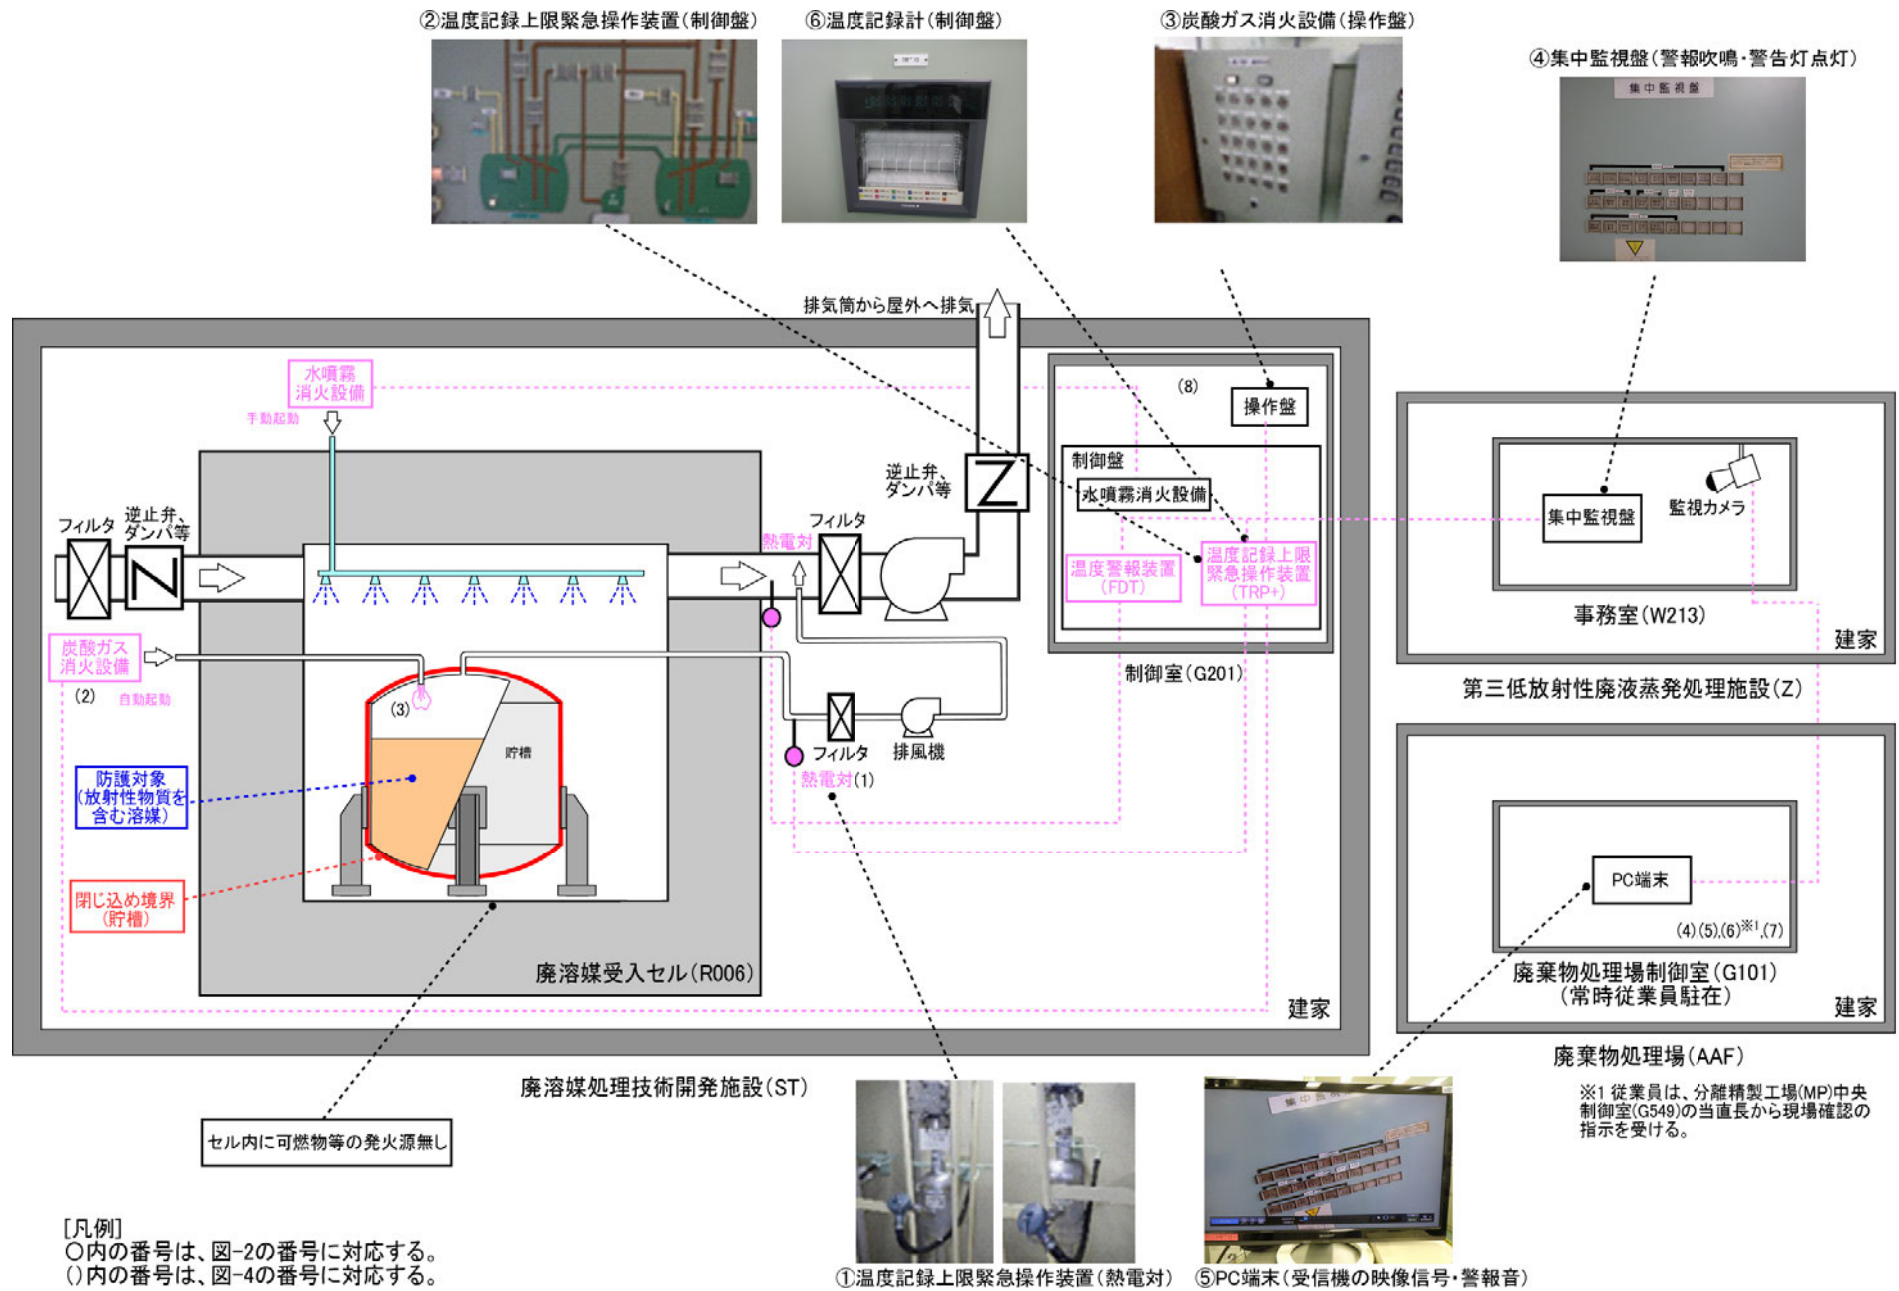 ②温度記録上限緊急操作装置(制御盤)
⑥温度記録計(制御盤)
③炭酸ガス消火設備(操作盤)
④集中監視盤(警報吹鳴・警告灯点灯)
集中監視盤
排気筒から屋外へ排気
水噴霧
消火設備
手動起動
(8)
操作盤
制御盤
水噴霧消火設備
逆止弁、
ダンパ等
フィルタ
逆止弁、
ダンパ等
熱電対
フィルタ
温度警報装置
(FDT)
温度記録上限
緊急操作装置
(TRP+)
制御室(G201)
集中監視盤
監視カメラ
事務室(W213)
建家
第三低放射性廃液蒸発処理施設(Z)
炭酸ガス
消火設備
(2)
自動起動
(3)
貯槽
フィルタ
排風機
熱電対(1)
防護対象
(放射性物質を
含む溶媒)
閉じ込め境界
(貯槽)
廃溶媒受入セル(R006)
建家
PC端末
(4)(5),(6)※1,(7)
廃棄物処理場制御室(G101)
(常時従業員駐在)
建家
廃棄物処理場(AAF)
廃溶媒処理技術開発施設(ST)
※1 従業員は、分離精製工場(MP)中央
制御室(G549)の当直長から現場確認の
指示を受ける。
セル内に可燃物等の発火源無し
[凡例]
○内の番号は、図-2の番号に対応する。
()内の番号は、図-4の番号に対応する。
①温度記録上限緊急操作装置(熱電対)
⑤PC端末(受信機の映像信号・警報音)